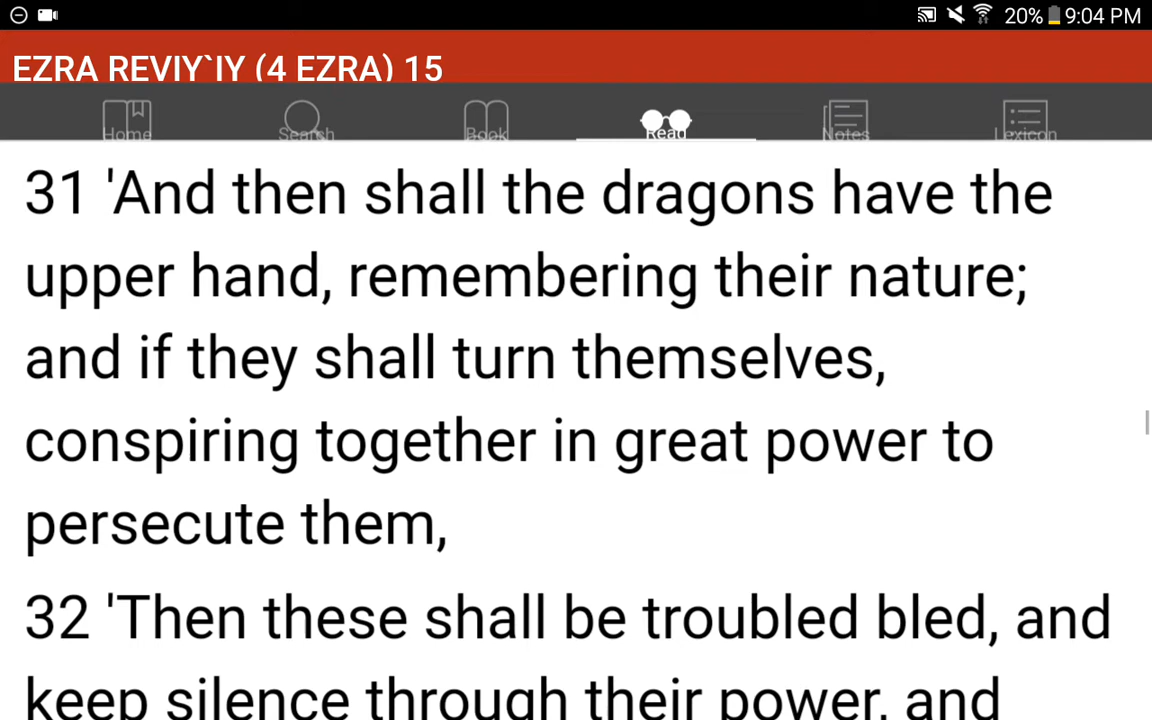 20% 9:04 PM
EZRA REVIY`IY (4 EZRA) 15
Home Search Book Read Notes Lexicon
31 'And then shall the dragons have the
upper hand, remembering their nature;
and if they shall turn themselves,
conspiring together in great power to
persecute them,
32 'Then these shall be troubled bled, and
keep silence through their power, and